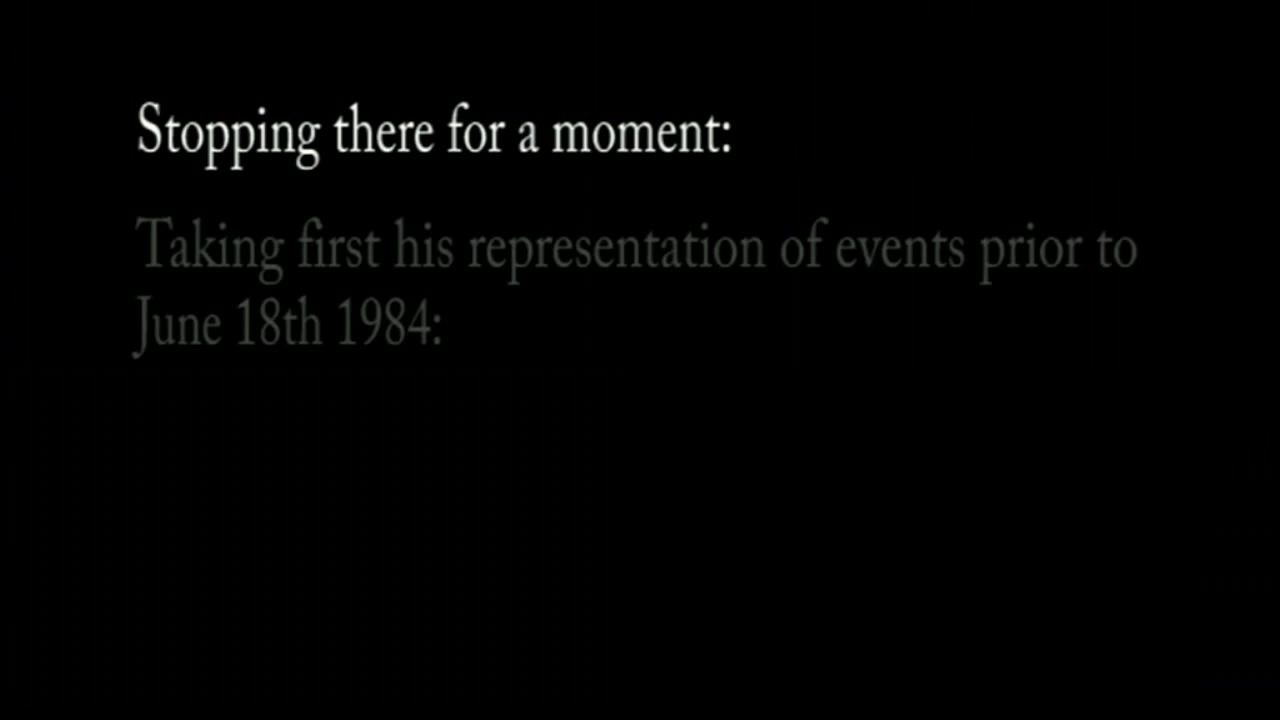 Stopping there for a moment:
Taking first his representation of events prior to
June 18th 1984: